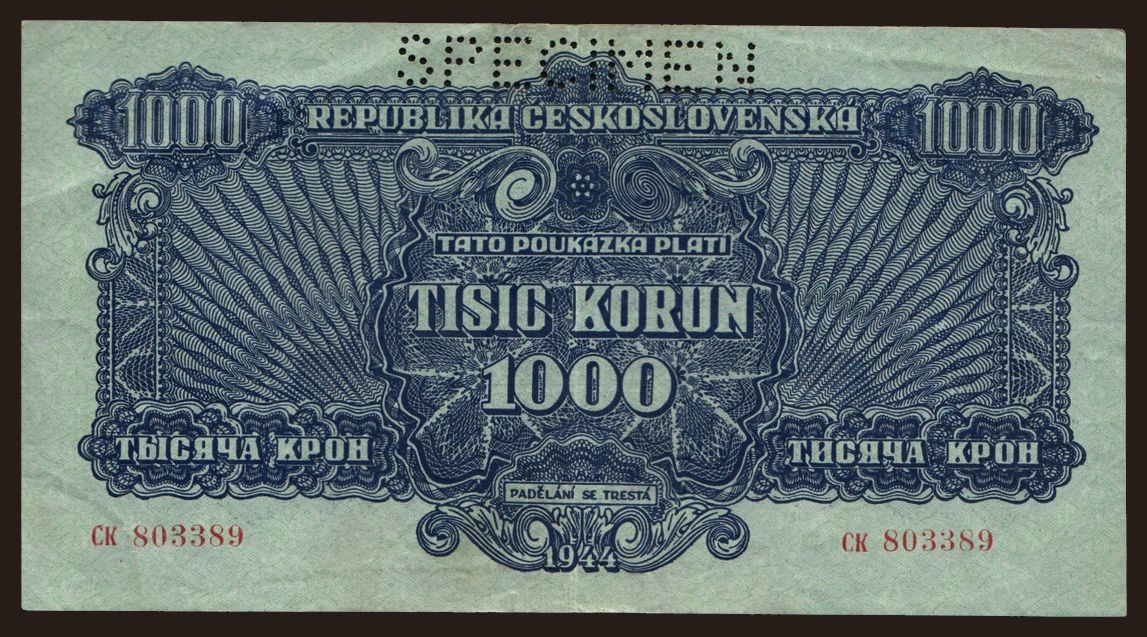 SPECIMEN
1000 1000
REPUBLIKA ČESKOSLOVENSKÁ
TATO POUKÁZKA PLATÍ
TISÍC KORUN
1000
ТЫСЯЧА КРОН ТИСЯЧА КРОН
PADĚLÁNÍ SE TRESTÁ
СК 803389 СК 803389
1944